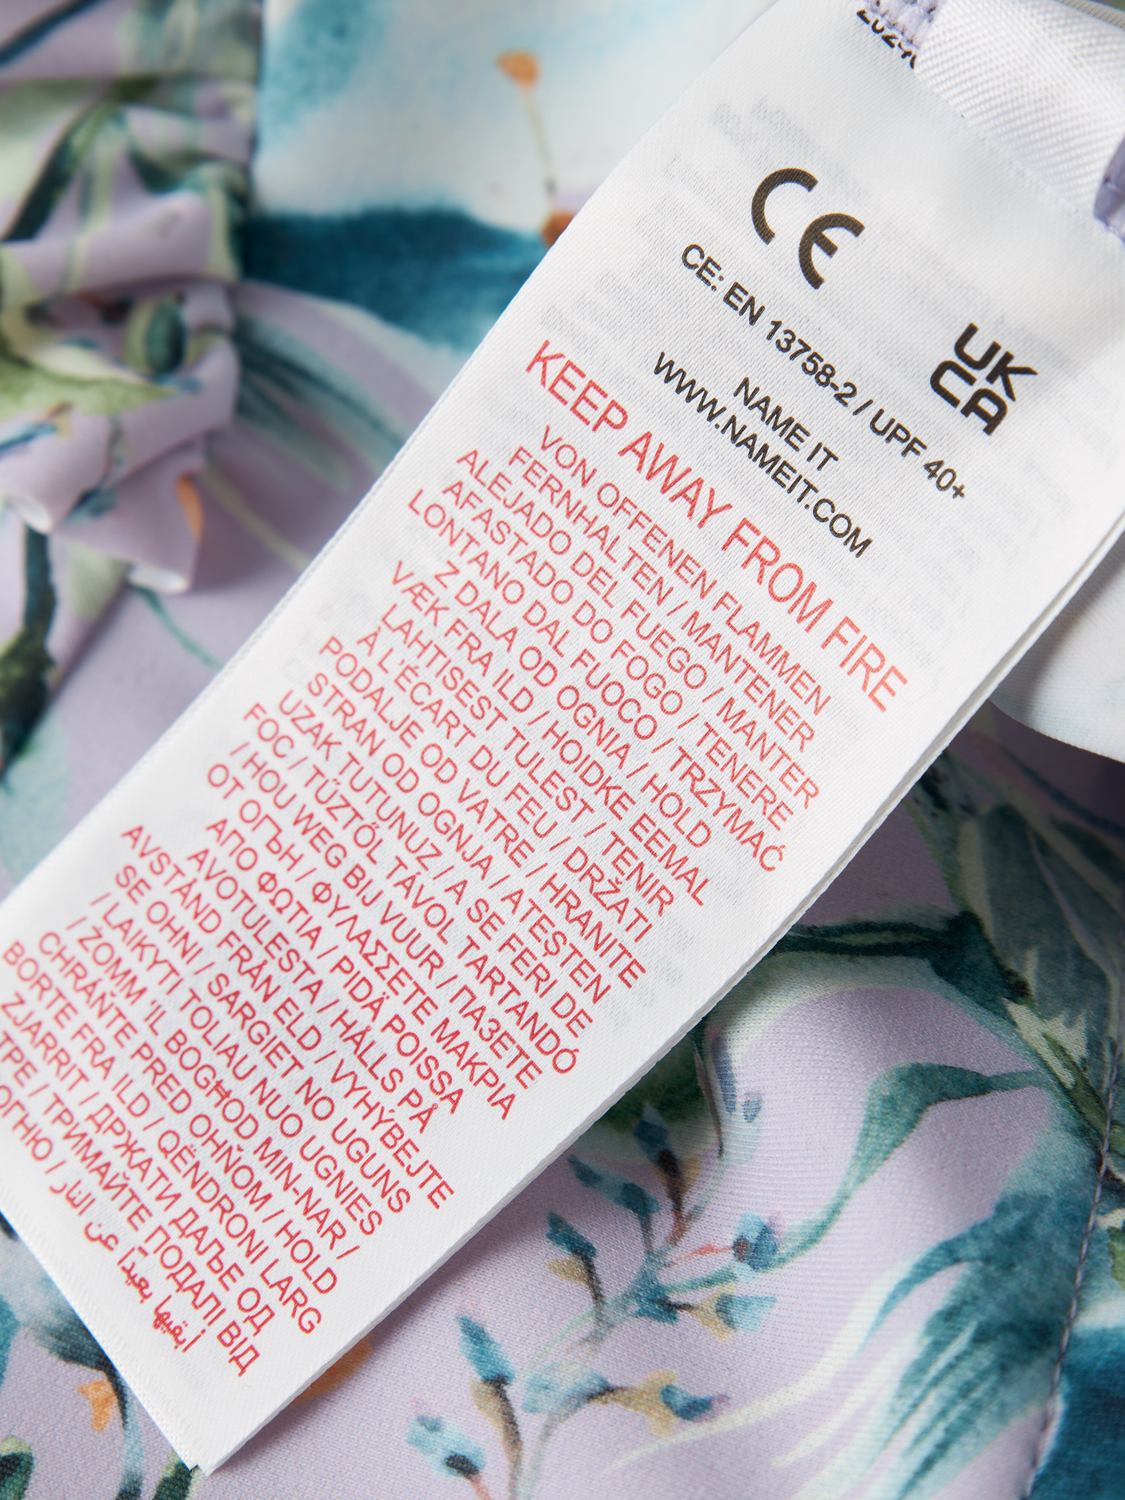 CE
CE: EN 13758-2 / UPF 40+
UK
CA
NAME IT
WWW.NAMEIT.COM
KEEP AWAY FROM FIRE
VON OFFENEN FLAMMEN
FERNHALTEN / MANTENER
ALEJADO DEL FUEGO / MANTER
AFASTADO DO FOGO / TENERE
LONTANO DAL FUOCO / TRZYMAĆ
Z DALA OD OGNIA / HOLD
VÆK FRA ILD / HOIDKE EEMAL
LAHTISEST TULEST / TENIR
À L'ÉCART DU FEU / DRŽATI
PODALJE OD VATRE / HRANITE
STRAN OD OGNJA / ATEŞTEN
UZAK TUTUNUZ / A SE FERI DE
FOC / TŰZTŐL TÁVOL TARTANDÓ
/ HOU WEG BIJ VUUR / ПАЗЕТЕ
ОТ ОГЪН / ΦΥΛΑΣΣΕΤΕ ΜΑΚΡΙΑ
ΑΠΟ ΦΩΤΙΑ / PIDÄ POISSA
AVOTULESTA / HÅLLS PÅ
AVSTÅND FRÅN ELD / VYHÝBEJTE
SE OHNI / SARGIET NO UGUNS
/ LAIKYTI TOLIAU NUO UGNIES
/ ŻOMM 'IL BOGĦOD MIN-NAR /
CHRÁŇTE PRED OHŇOM / HOLD
BORTE FRA ILD / QËNDRONI LARG
ZJARRIT / ДРЖАТИ ДАЉЕ ОД
/ ТРИМАЙТЕ ПОДАЛІ ВІД
ОГНЮ / أبقيها بعيداً عن النار